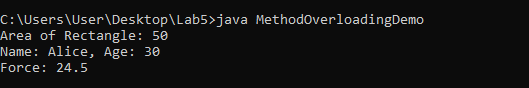 C:\Users\User\Desktop\Lab5>java MethodOverloadingDemo
Area of Rectangle: 50
Name: Alice, Age: 30
Force: 24.5